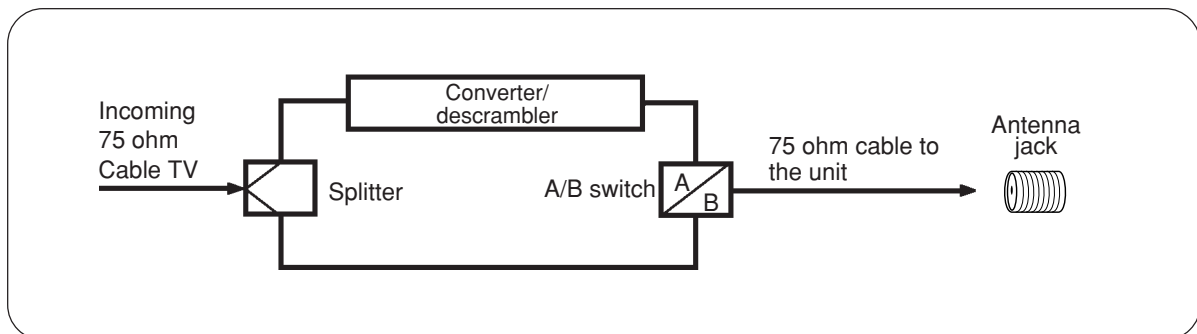 Incoming
75 ohm
Cable TV
Splitter
Converter/
descrambler
A/B switch
A
B
75 ohm cable to
the unit
Antenna
jack